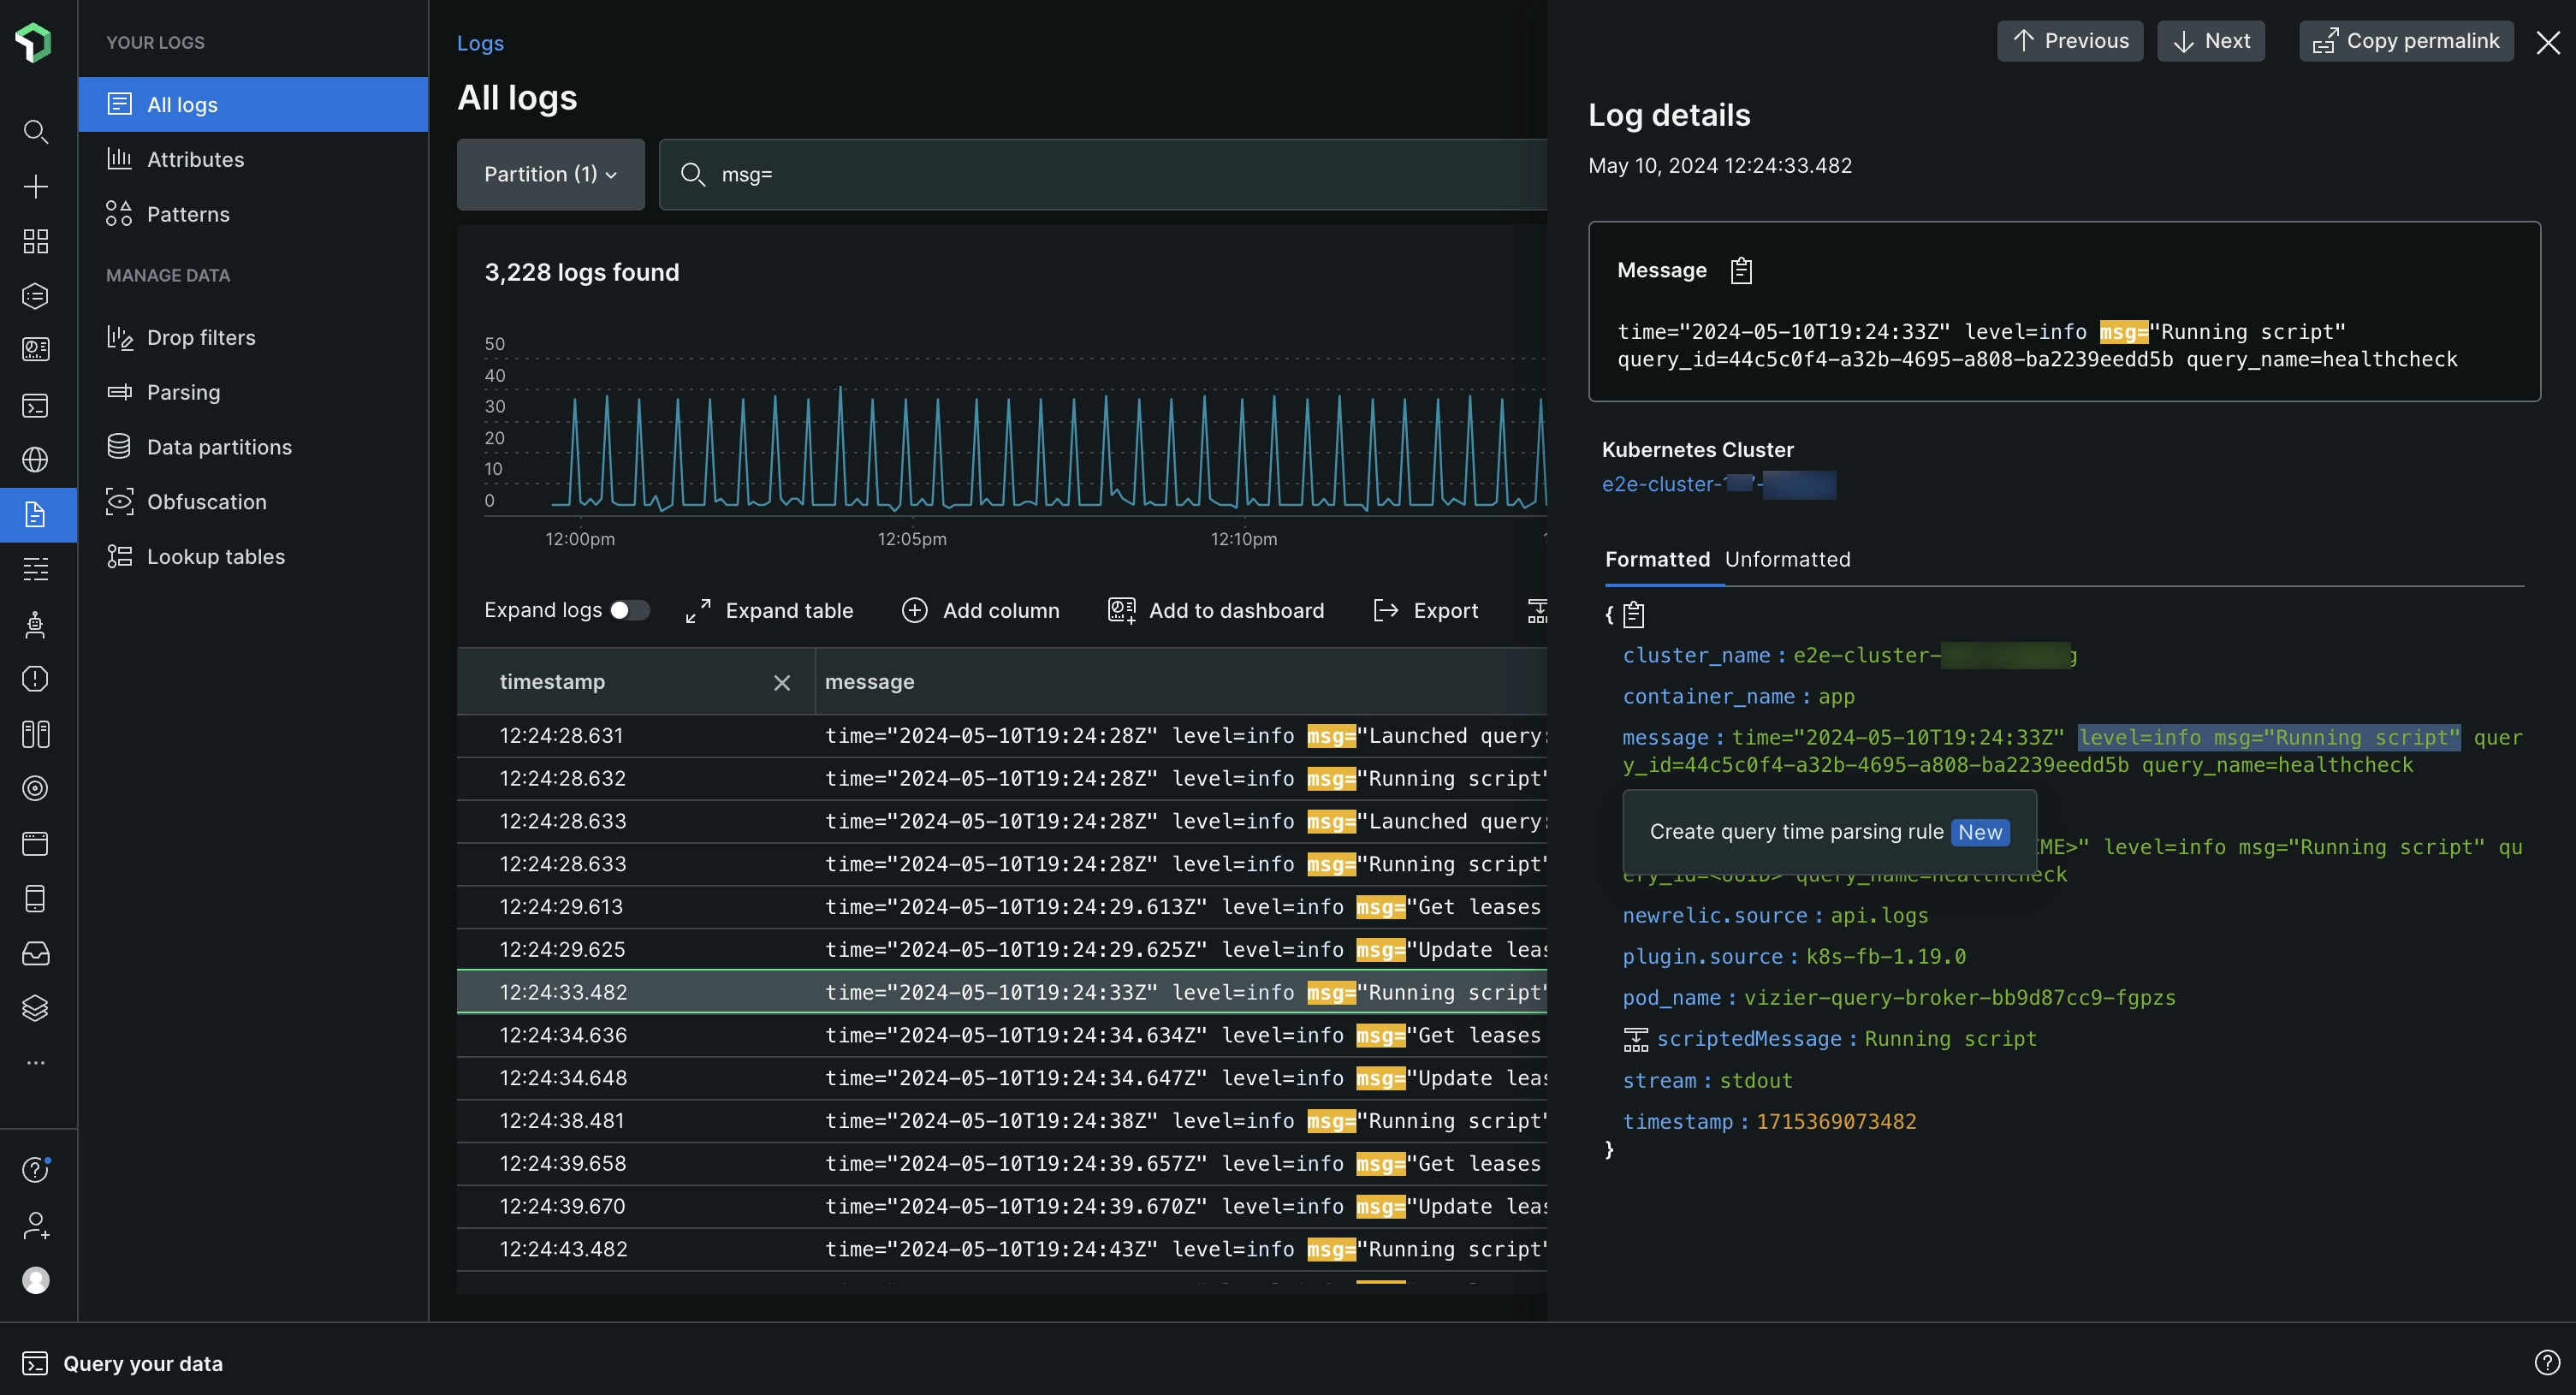 YOUR LOGS
All logs
Attributes
Patterns
MANAGE DATA
Drop filters
Parsing
Data partitions
Obfuscation
Lookup tables
Logs
All logs
Partition (1)
msg=
3,228 logs found
50
40
30
20
10
0
12:00pm 12:05pm 12:10pm
Expand logs Expand table Add column Add to dashboard Export
timestamp message
12:24:28.631 time="2024-05-10T19:24:28Z" level=info msg="Launched query:
12:24:28.632 time="2024-05-10T19:24:28Z" level=info msg="Running script"
12:24:28.633 time="2024-05-10T19:24:28Z" level=info msg="Launched query:
12:24:28.633 time="2024-05-10T19:24:28Z" level=info msg="Running script"
12:24:29.613 time="2024-05-10T19:24:29.613Z" level=info msg="Get leases
12:24:29.625 time="2024-05-10T19:24:29.625Z" level=info msg="Update leas
12:24:33.482 time="2024-05-10T19:24:33Z" level=info msg="Running script"
12:24:34.636 time="2024-05-10T19:24:34.634Z" level=info msg="Get leases
12:24:34.648 time="2024-05-10T19:24:34.647Z" level=info msg="Update leas
12:24:38.481 time="2024-05-10T19:24:38Z" level=info msg="Running script"
12:24:39.658 time="2024-05-10T19:24:39.657Z" level=info msg="Get leases
12:24:39.670 time="2024-05-10T19:24:39.670Z" level=info msg="Update leas
12:24:43.482 time="2024-05-10T19:24:43Z" level=info msg="Running script"
Previous Next Copy permalink
Log details
May 10, 2024 12:24:33.482
Message
time="2024-05-10T19:24:33Z" level=info msg="Running script"
query_id=44c5c0f4-a32b-4695-a808-ba2239eedd5b query_name=healthcheck
Kubernetes Cluster
e2e-cluster-
Formatted Unformatted
{
cluster_name : e2e-cluster-
container_name : app
message : time="2024-05-10T19:24:33Z" level=info msg="Running script" quer
y_id=44c5c0f4-a32b-4695-a808-ba2239eedd5b query_name=healthcheck
Create query time parsing rule New
IME>" level=info msg="Running script" qu
ery_id=<UUID> query_name=healthcheck
newrelic.source : api.logs
plugin.source : k8s-fb-1.19.0
pod_name : vizier-query-broker-bb9d87cc9-fgpzs
scriptedMessage : Running script
stream : stdout
timestamp : 1715369073482
}
Query your data